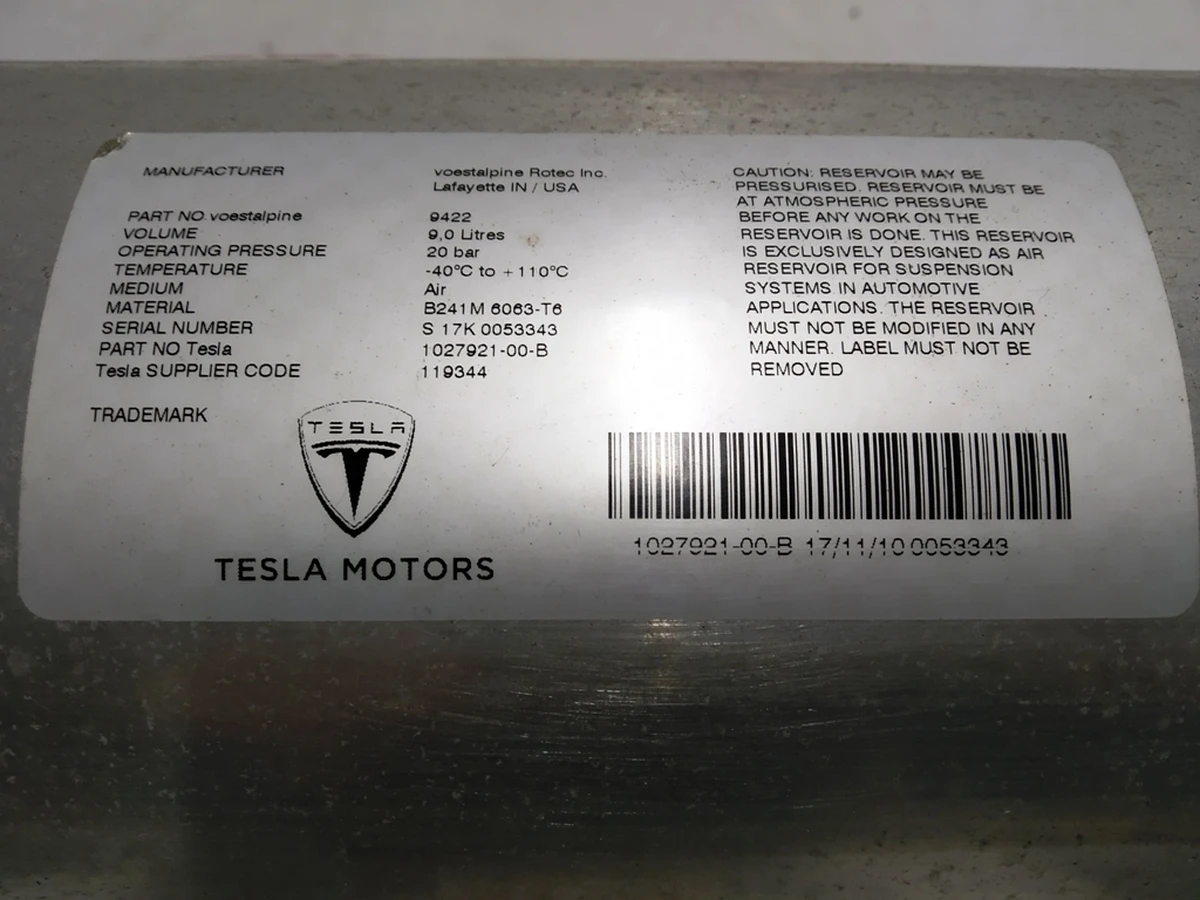 MANUFACTURER voestalpine Rotec Inc.
Lafayette IN / USA
PART NO voestalpine 9422
VOLUME 9,0 Litres
OPERATING PRESSURE 20 bar
TEMPERATURE -40°C to +110°C
MEDIUM Air
MATERIAL B241M 6063-T6
SERIAL NUMBER S 17K 0053343
PART NO Tesla 1027921-00-B
Tesla SUPPLIER CODE 119344
TRADEMARK
TESLA
TESLA MOTORS
CAUTION: RESERVOIR MAY BE
PRESSURISED. RESERVOIR MUST BE
AT ATMOSPHERIC PRESSURE
BEFORE ANY WORK ON THE
RESERVOIR IS DONE. THIS RESERVOIR
IS EXCLUSIVELY DESIGNED AS AIR
RESERVOIR FOR SUSPENSION
SYSTEMS IN AUTOMOTIVE
APPLICATIONS. THE RESERVOIR
MUST NOT BE MODIFIED IN ANY
MANNER. LABEL MUST NOT BE
REMOVED
1027921-00-B 17/11/10 0053343